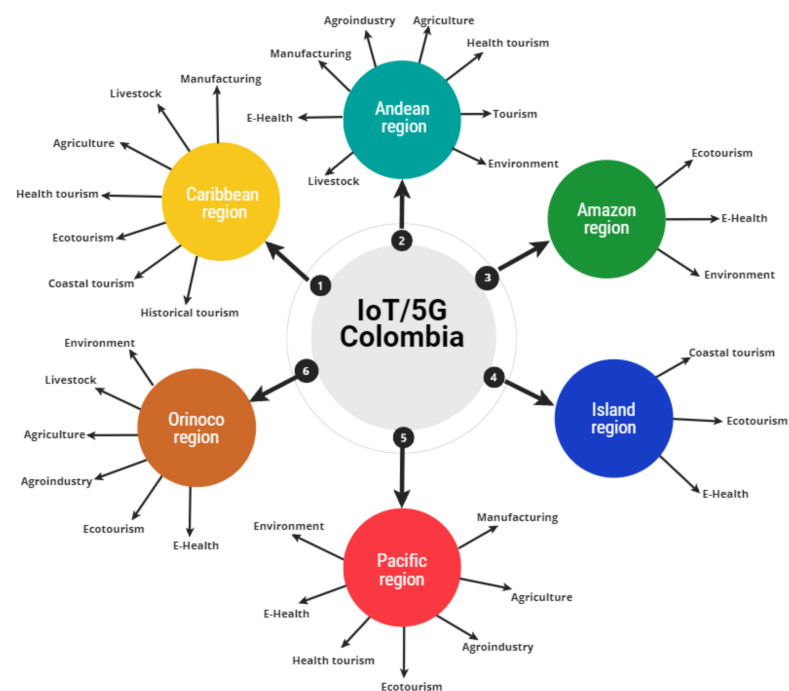 IoT/5G
Colombia
1
Caribbean
region
Manufacturing
Livestock
Agriculture
Health tourism
Ecotourism
Coastal tourism
Historical tourism
2
Andean
region
Agroindustry
Agriculture
Manufacturing
Health tourism
E-Health
Tourism
Livestock
Environment
3
Amazon
region
Ecotourism
E-Health
Environment
4
Island
region
Coastal tourism
Ecotourism
E-Health
5
Pacific
region
Manufacturing
Environment
Agriculture
E-Health
Agroindustry
Health tourism
Ecotourism
6
Orinoco
region
Environment
Livestock
Agriculture
Agroindustry
Ecotourism
E-Health